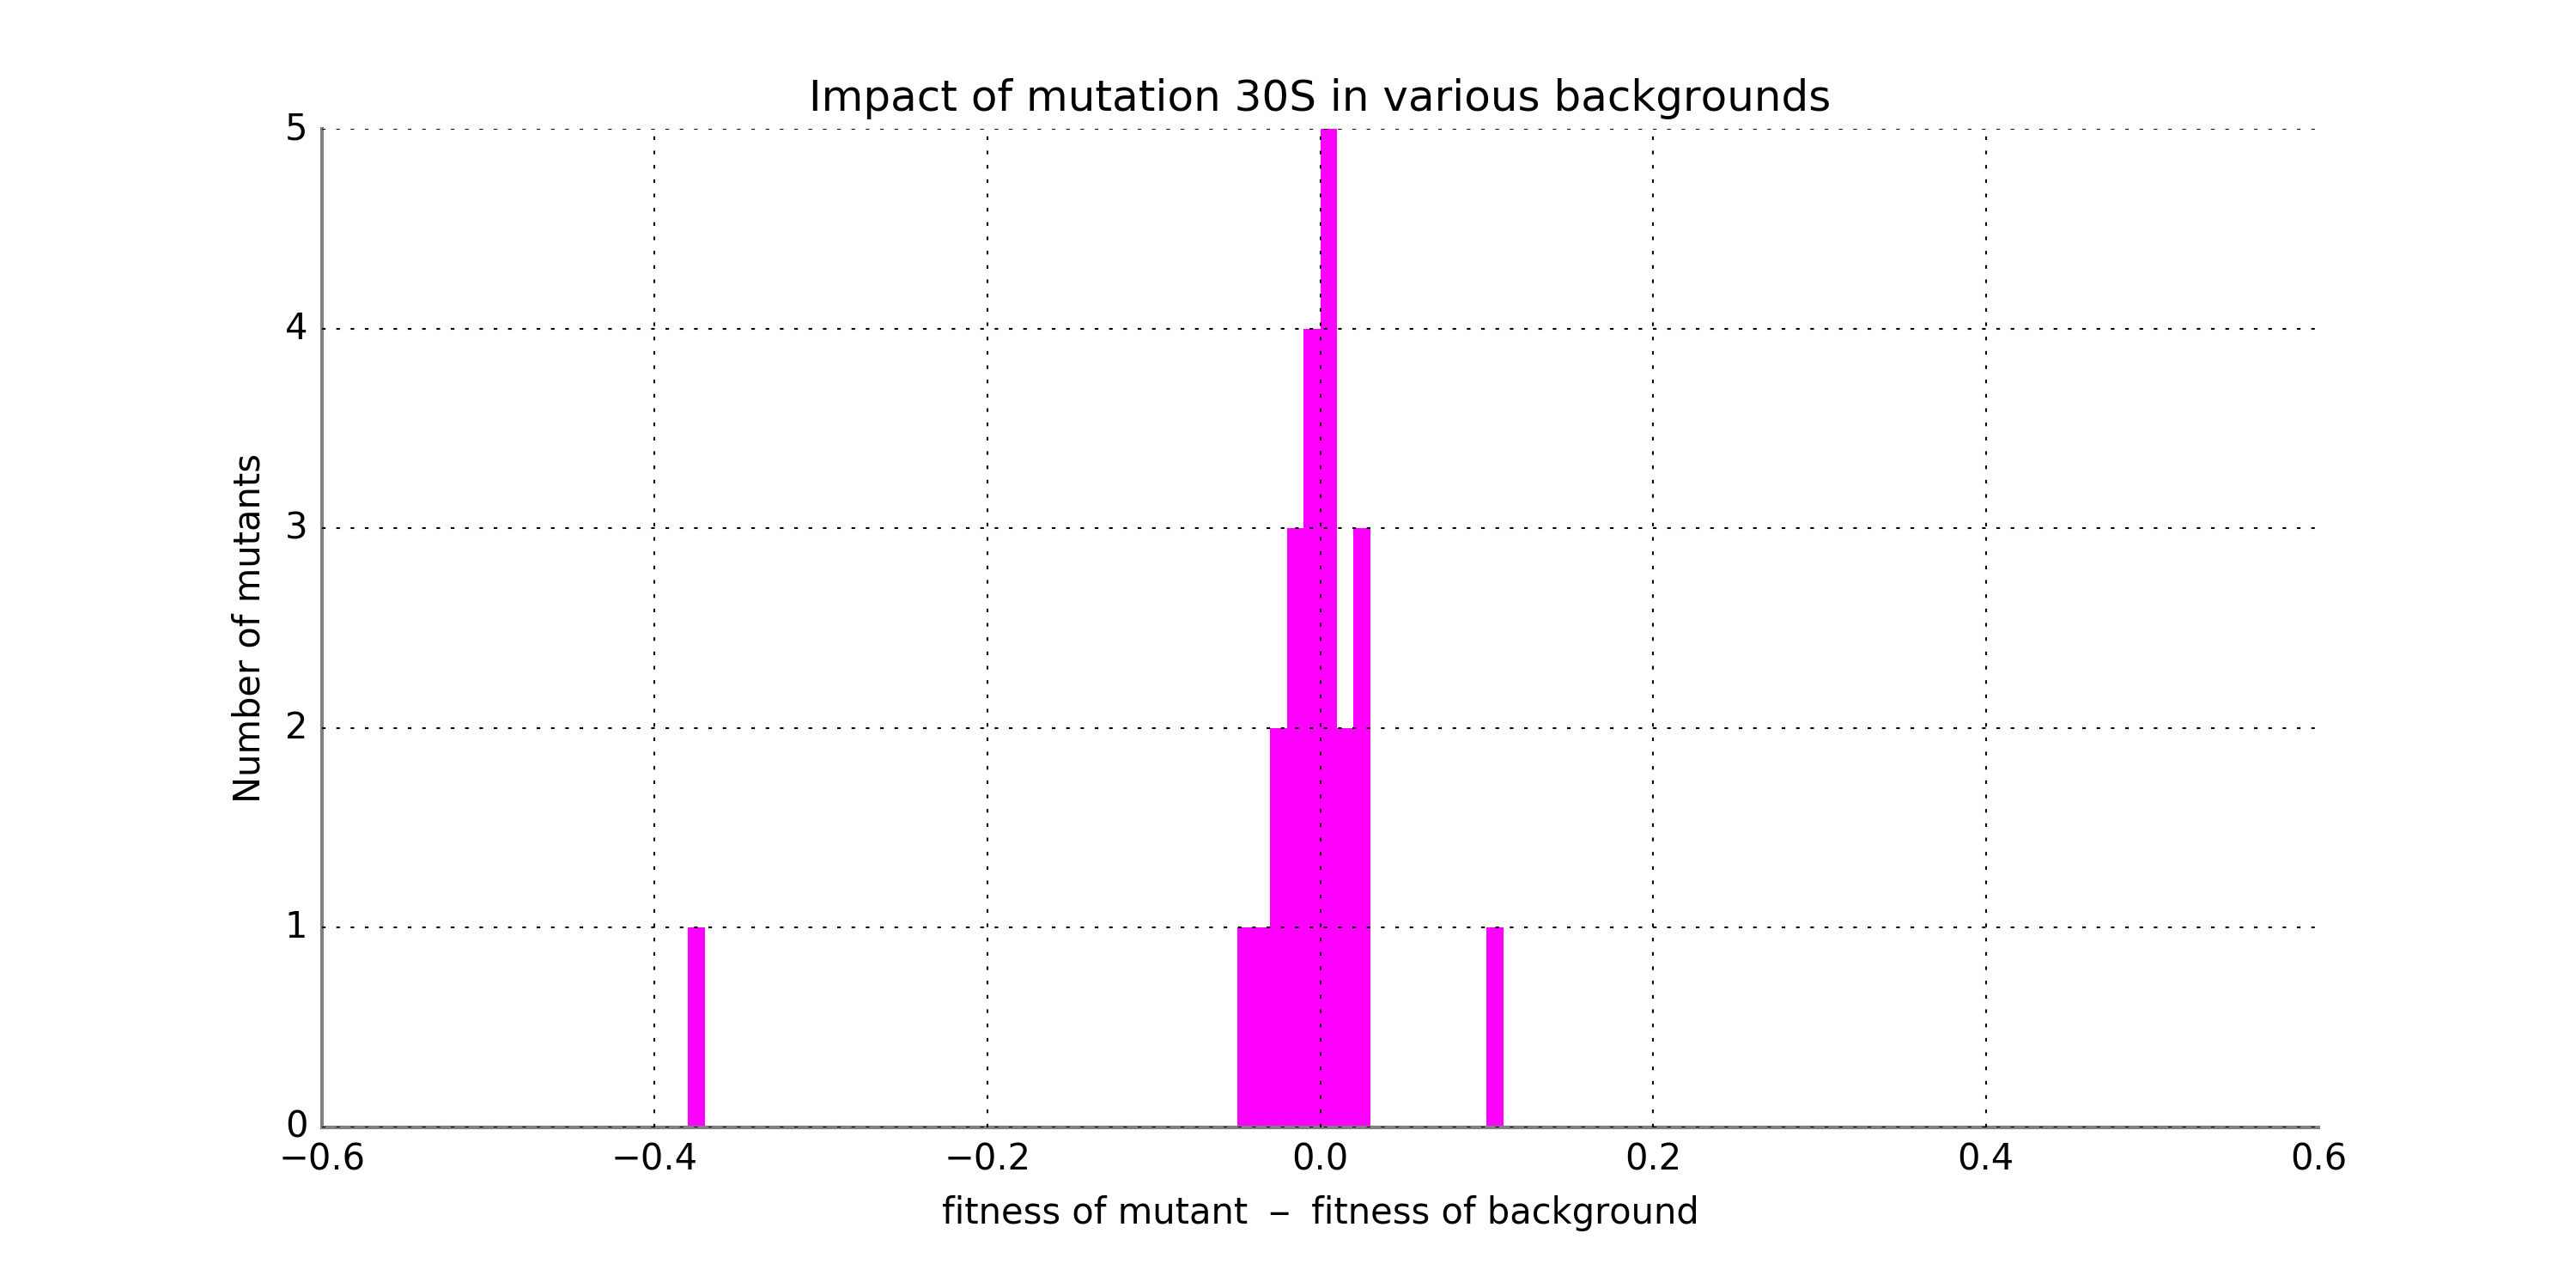 Impact of mutation 30S in various backgrounds
5
4
3
2
1
0
Number of mutants
−0.6 −0.4 −0.2 0.0 0.2 0.4 0.6
fitness of mutant − fitness of background